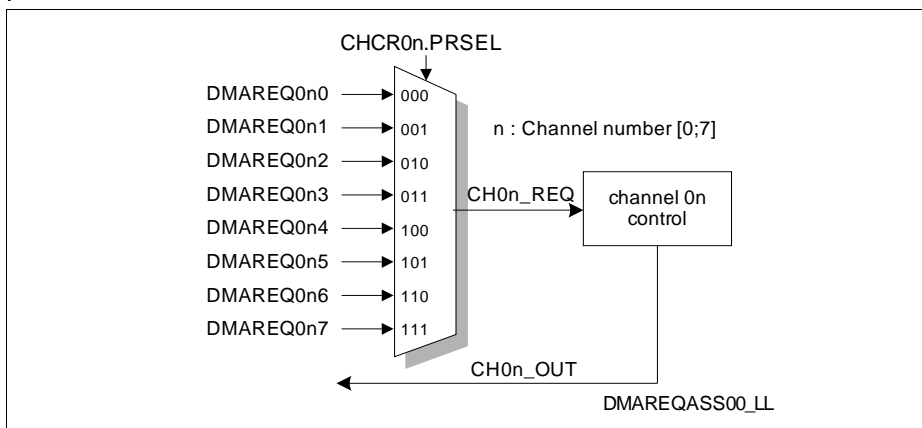 CHCR0n.PRSEL
DMAREQ0n0
000
DMAREQ0n1
001
n : Channel number [0;7]
DMAREQ0n2
010
DMAREQ0n3
011
CH0n_REQ
channel 0n
control
DMAREQ0n4
100
DMAREQ0n5
101
DMAREQ0n6
110
DMAREQ0n7
111
CH0n_OUT
DMAREQASS00_LL